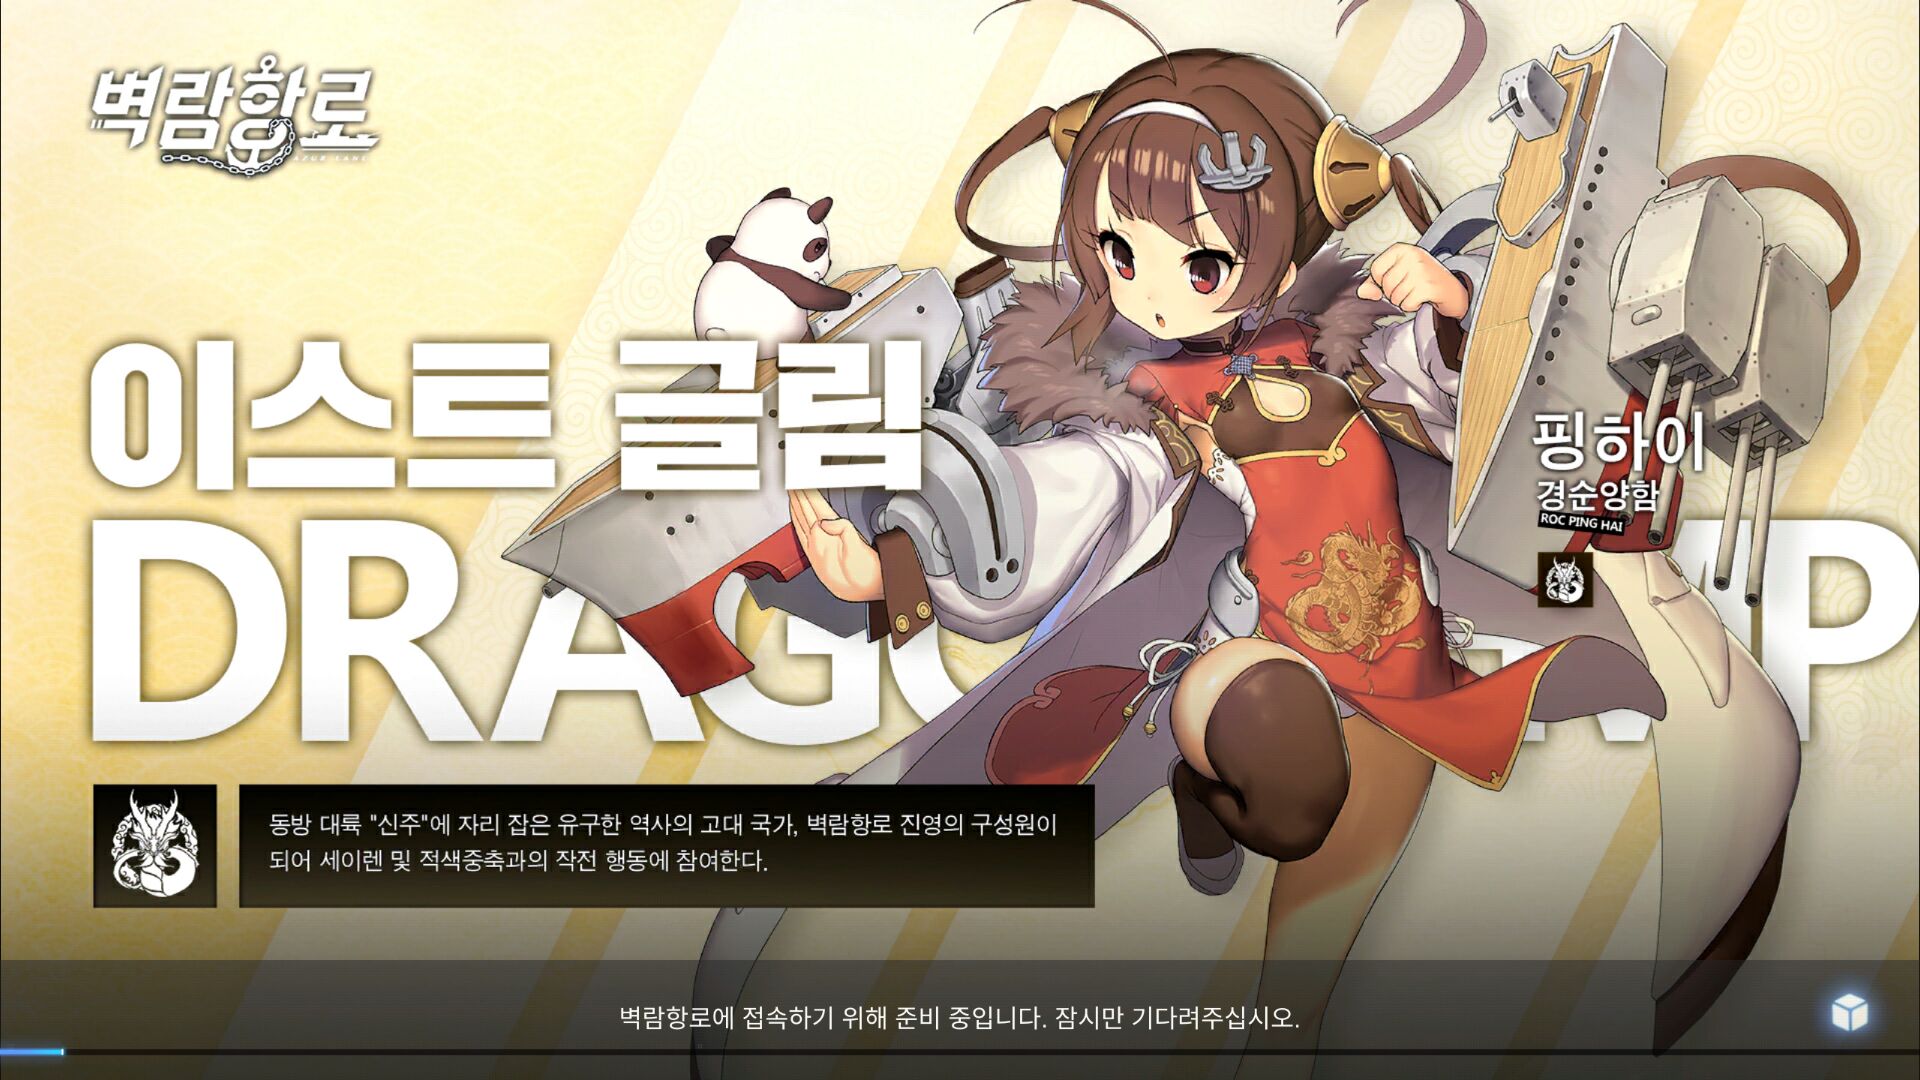 벽람항로
AZUR LANE
이스트 글림
DRAG
MP
핑하이
경순양함
ROC PING HAI
동방 대륙 "신주"에 자리 잡은 유구한 역사의 고대 국가, 벽람항로 진영의 구성원이
되어 세이렌 및 적색중축과의 작전 행동에 참여한다.
벽람항로에 접속하기 위해 준비 중입니다. 잠시만 기다려주십시오.